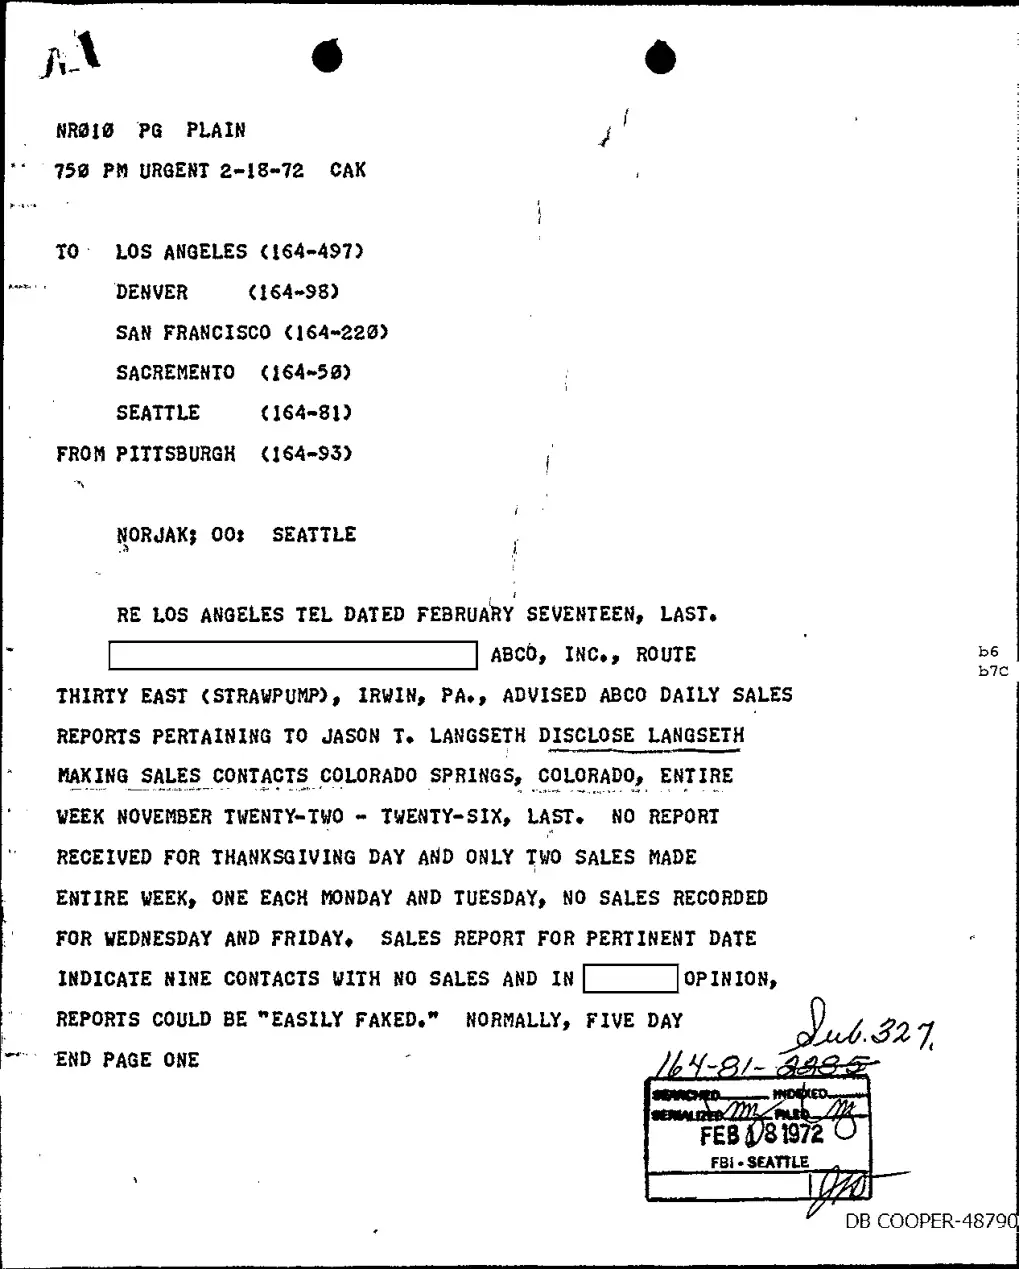 A-1
NR010 PG PLAIN
750 PM URGENT 2-18-72 CAK
TO LOS ANGELES (164-497)
DENVER (164-98)
SAN FRANCISCO (164-220)
SACREMENTO (164-50)
SEATTLE (164-81)
FROM PITTSBURGH (164-93)
NORJAK; OO: SEATTLE
RE LOS ANGELES TEL DATED FEBRUARY SEVENTEEN, LAST.
ABCO, INC., ROUTE
b6
b7C
THIRTY EAST (STRAWPUMP), IRWIN, PA., ADVISED ABCO DAILY SALES
REPORTS PERTAINING TO JASON T. LANGSETH DISCLOSE LANGSETH
MAKING SALES CONTACTS COLORADO SPRINGS, COLORADO, ENTIRE
WEEK NOVEMBER TWENTY-TWO - TWENTY-SIX, LAST. NO REPORT
RECEIVED FOR THANKSGIVING DAY AND ONLY TWO SALES MADE
ENTIRE WEEK, ONE EACH MONDAY AND TUESDAY, NO SALES RECORDED
FOR WEDNESDAY AND FRIDAY. SALES REPORT FOR PERTINENT DATE
INDICATE NINE CONTACTS WITH NO SALES AND IN OPINION,
REPORTS COULD BE "EASILY FAKED." NORMALLY, FIVE DAY
END PAGE ONE
Sub. 327.
164-81-2285
SEARCHED INDEXED
SERIALIZED FILED
FEB 18 1972
FBI - SEATTLE
DB COOPER-48790